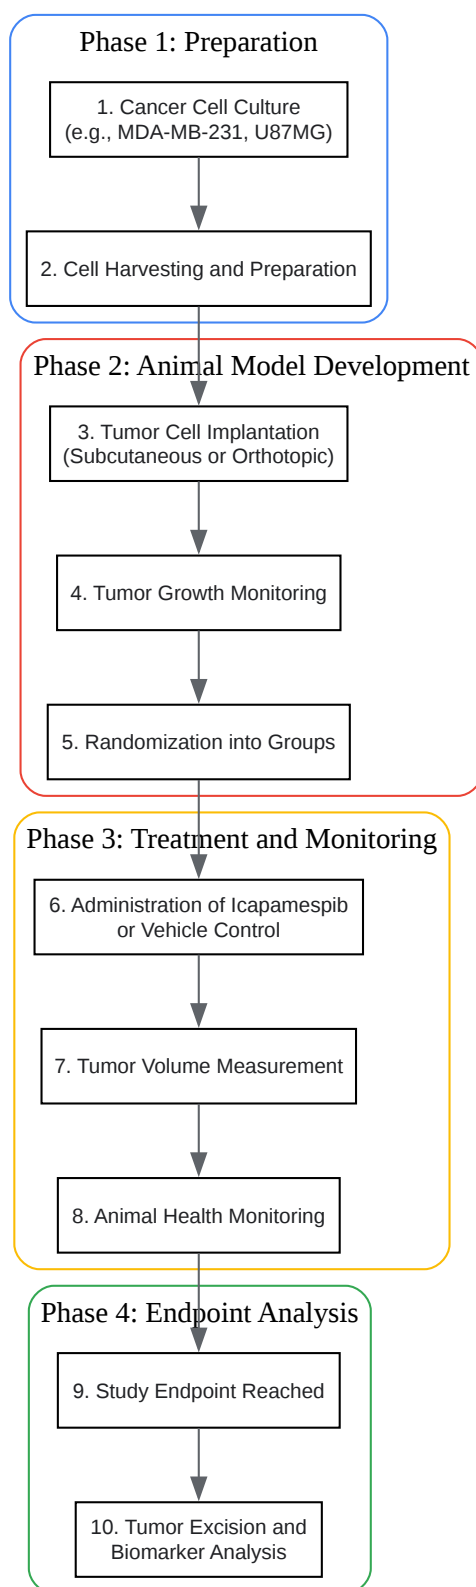 Phase 1: Preparation
1. Cancer Cell Culture
(e.g., MDA-MB-231, U87MG)
2. Cell Harvesting and Preparation
Phase 2: Animal Model Development
3. Tumor Cell Implantation
(Subcutaneous or Orthotopic)
4. Tumor Growth Monitoring
5. Randomization into Groups
Phase 3: Treatment and Monitoring
6. Administration of Icapamespib
or Vehicle Control
7. Tumor Volume Measurement
8. Animal Health Monitoring
Phase 4: Endpoint Analysis
9. Study Endpoint Reached
10. Tumor Excision and
Biomarker Analysis